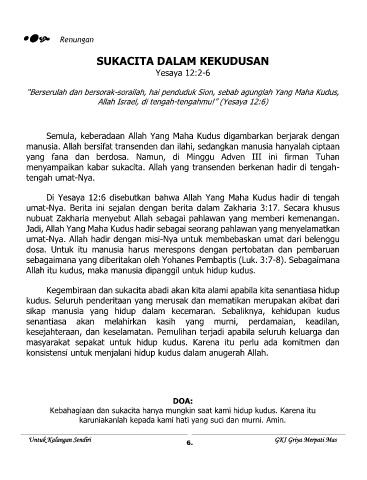 Renungan
SUKACITA DALAM KEKUDUSAN
Yesaya 12:2-6
"Berserulah dan bersorak-sorailah, hai penduduk Sion, sebab agunglah Yang Maha Kudus,
Allah Israel, di tengah-tengahmu!" (Yesaya 12:6)
Semula, keberadaan Allah Yang Maha Kudus digambarkan berjarak dengan
manusia. Allah bersifat transenden dan ilahi, sedangkan manusia hanyalah ciptaan
yang fana dan berdosa. Namun, di Minggu Adven III ini firman Tuhan
menyampaikan kabar sukacita. Allah yang transenden berkenan hadir di tengah-
tengah umat-Nya.
Di Yesaya 12:6 disebutkan bahwa Allah Yang Maha Kudus hadir di tengah
umat-Nya. Berita ini sejalan dengan berita dalam Zakharia 3:17. Secara khusus
nubuat Zakharia menyebut Allah sebagai pahlawan yang memberi kemenangan.
Jadi, Allah Yang Maha Kudus hadir sebagai seorang pahlawan yang menyelamatkan
umat-Nya. Allah hadir dengan misi-Nya untuk membebaskan umat dari belenggu
dosa. Untuk itu manusia harus merespons dengan pertobatan dan pembaruan
sebagaimana yang diberitakan oleh Yohanes Pembaptis (Luk. 3:7-8). Sebagaimana
Allah itu kudus, maka manusia dipanggil untuk hidup kudus.
Kegembiraan dan sukacita abadi akan kita alami apabila kita senantiasa hidup
kudus. Seluruh penderitaan yang merusak dan mematikan merupakan akibat dari
sikap manusia yang hidup dalam kecemaran. Sebaliknya, kehidupan kudus
senantiasa akan melahirkan kasih yang murni, perdamaian, keadilan,
kesejahteraan, dan keselamatan. Pemulihan terjadi apabila seluruh keluarga dan
masyarakat sepakat untuk hidup kudus. Karena itu perlu ada komitmen dan
konsistensi untuk menjalani hidup kudus dalam anugerah Allah.
DOA:
Kebahagiaan dan sukacita hanya mungkin saat kami hidup kudus. Karena itu
karuniakanlah kepada kami hati yang suci dan murni. Amin.
Untuk Kalangan Sendiri 6. GKI Griya Merpati Mas